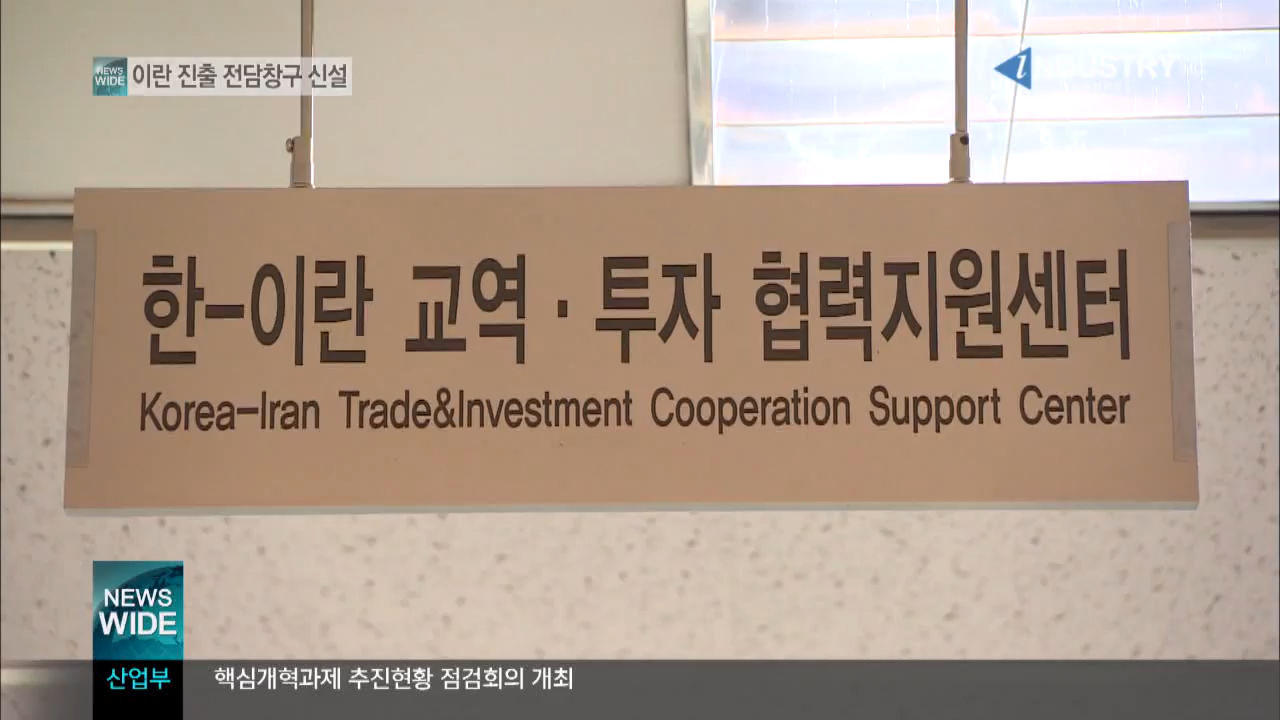 NEWS
WIDE
이란 진출 전담창구 신설
iNDUSTRY
한-이란 교역·투자 협력지원센터
Korea-Iran Trade&Investment Cooperation Support Center
NEWS
WIDE
산업부
핵심개혁과제 추진현황 점검회의 개최